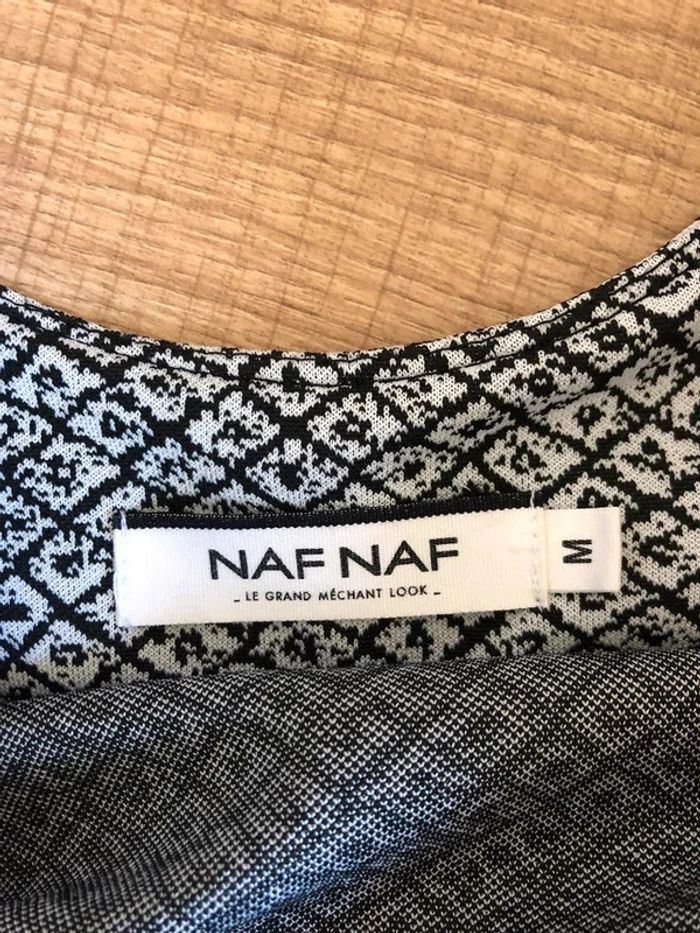 NAF NAF
- LE GRAND MÉCHANT LOOK -
M